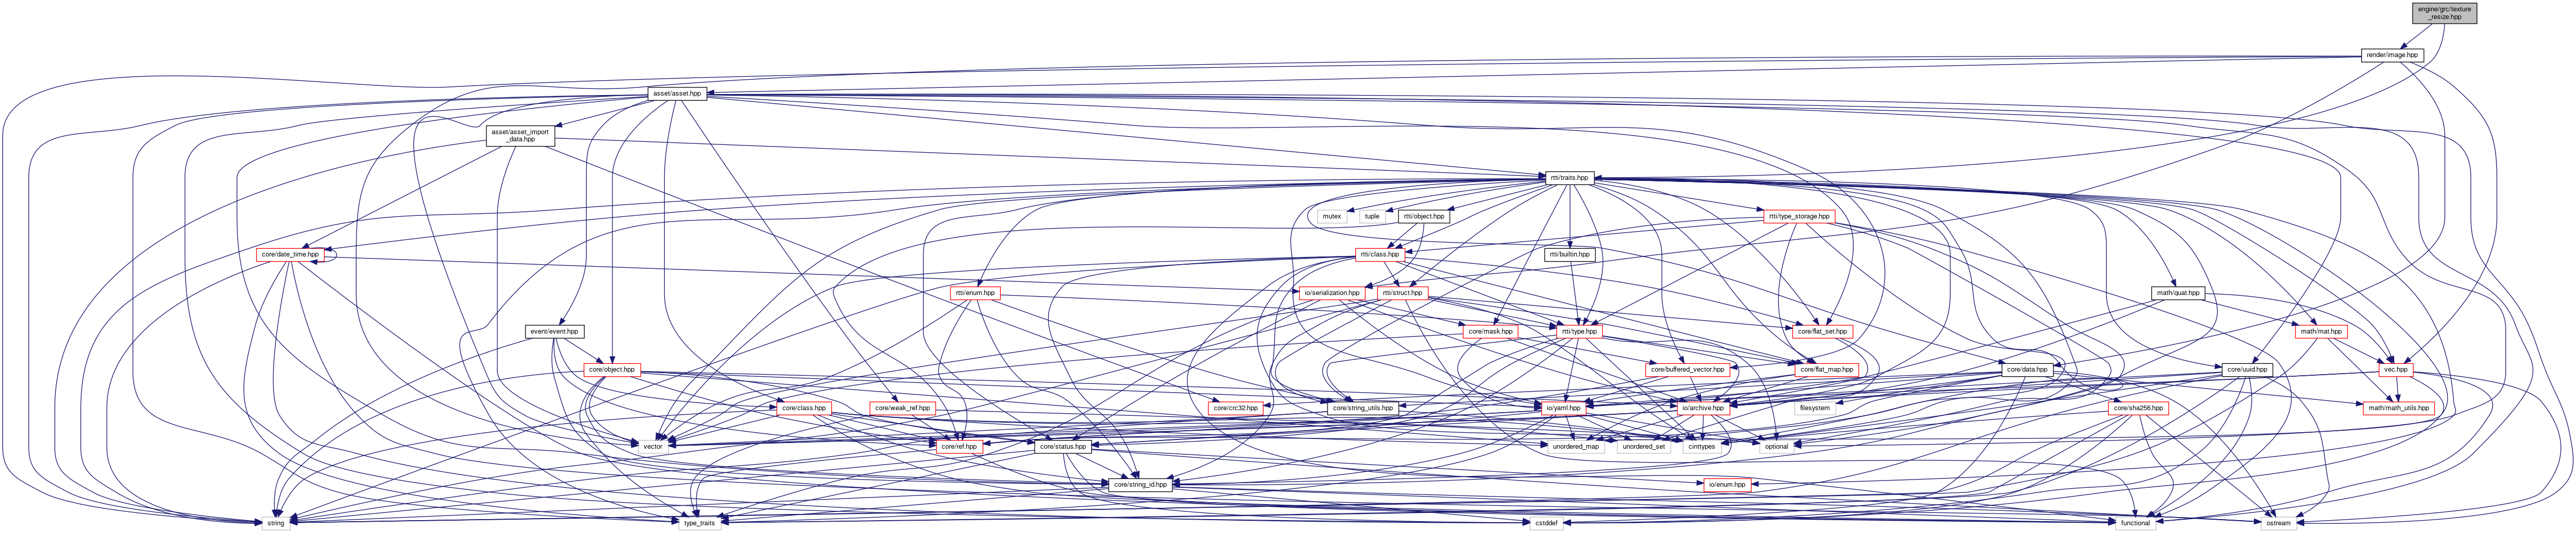 engine/grc/texture
_resize.hpp
render/image.hpp
asset/asset.hpp
asset/asset_import
_data.hpp
rtti/traits.hpp
mutex
tuple
rtti/object.hpp
rtti/type_storage.hpp
core/date_time.hpp
rtti/class.hpp
rtti/builtin.hpp
rtti/enum.hpp
io/serialization.hpp
rtti/struct.hpp
math/quat.hpp
event/event.hpp
core/mask.hpp
rtti/type.hpp
core/flat_set.hpp
math/mat.hpp
core/object.hpp
core/buffered_vector.hpp
core/flat_map.hpp
core/data.hpp
core/uuid.hpp
vec.hpp
core/class.hpp
core/weak_ref.hpp
core/crc32.hpp
core/string_utils.hpp
io/yaml.hpp
io/archive.hpp
filesystem
core/sha256.hpp
math/math_utils.hpp
vector
core/ref.hpp
core/status.hpp
unordered_map
unordered_set
cinttypes
optional
core/string_id.hpp
io/enum.hpp
string
type_traits
cstddef
functional
ostream